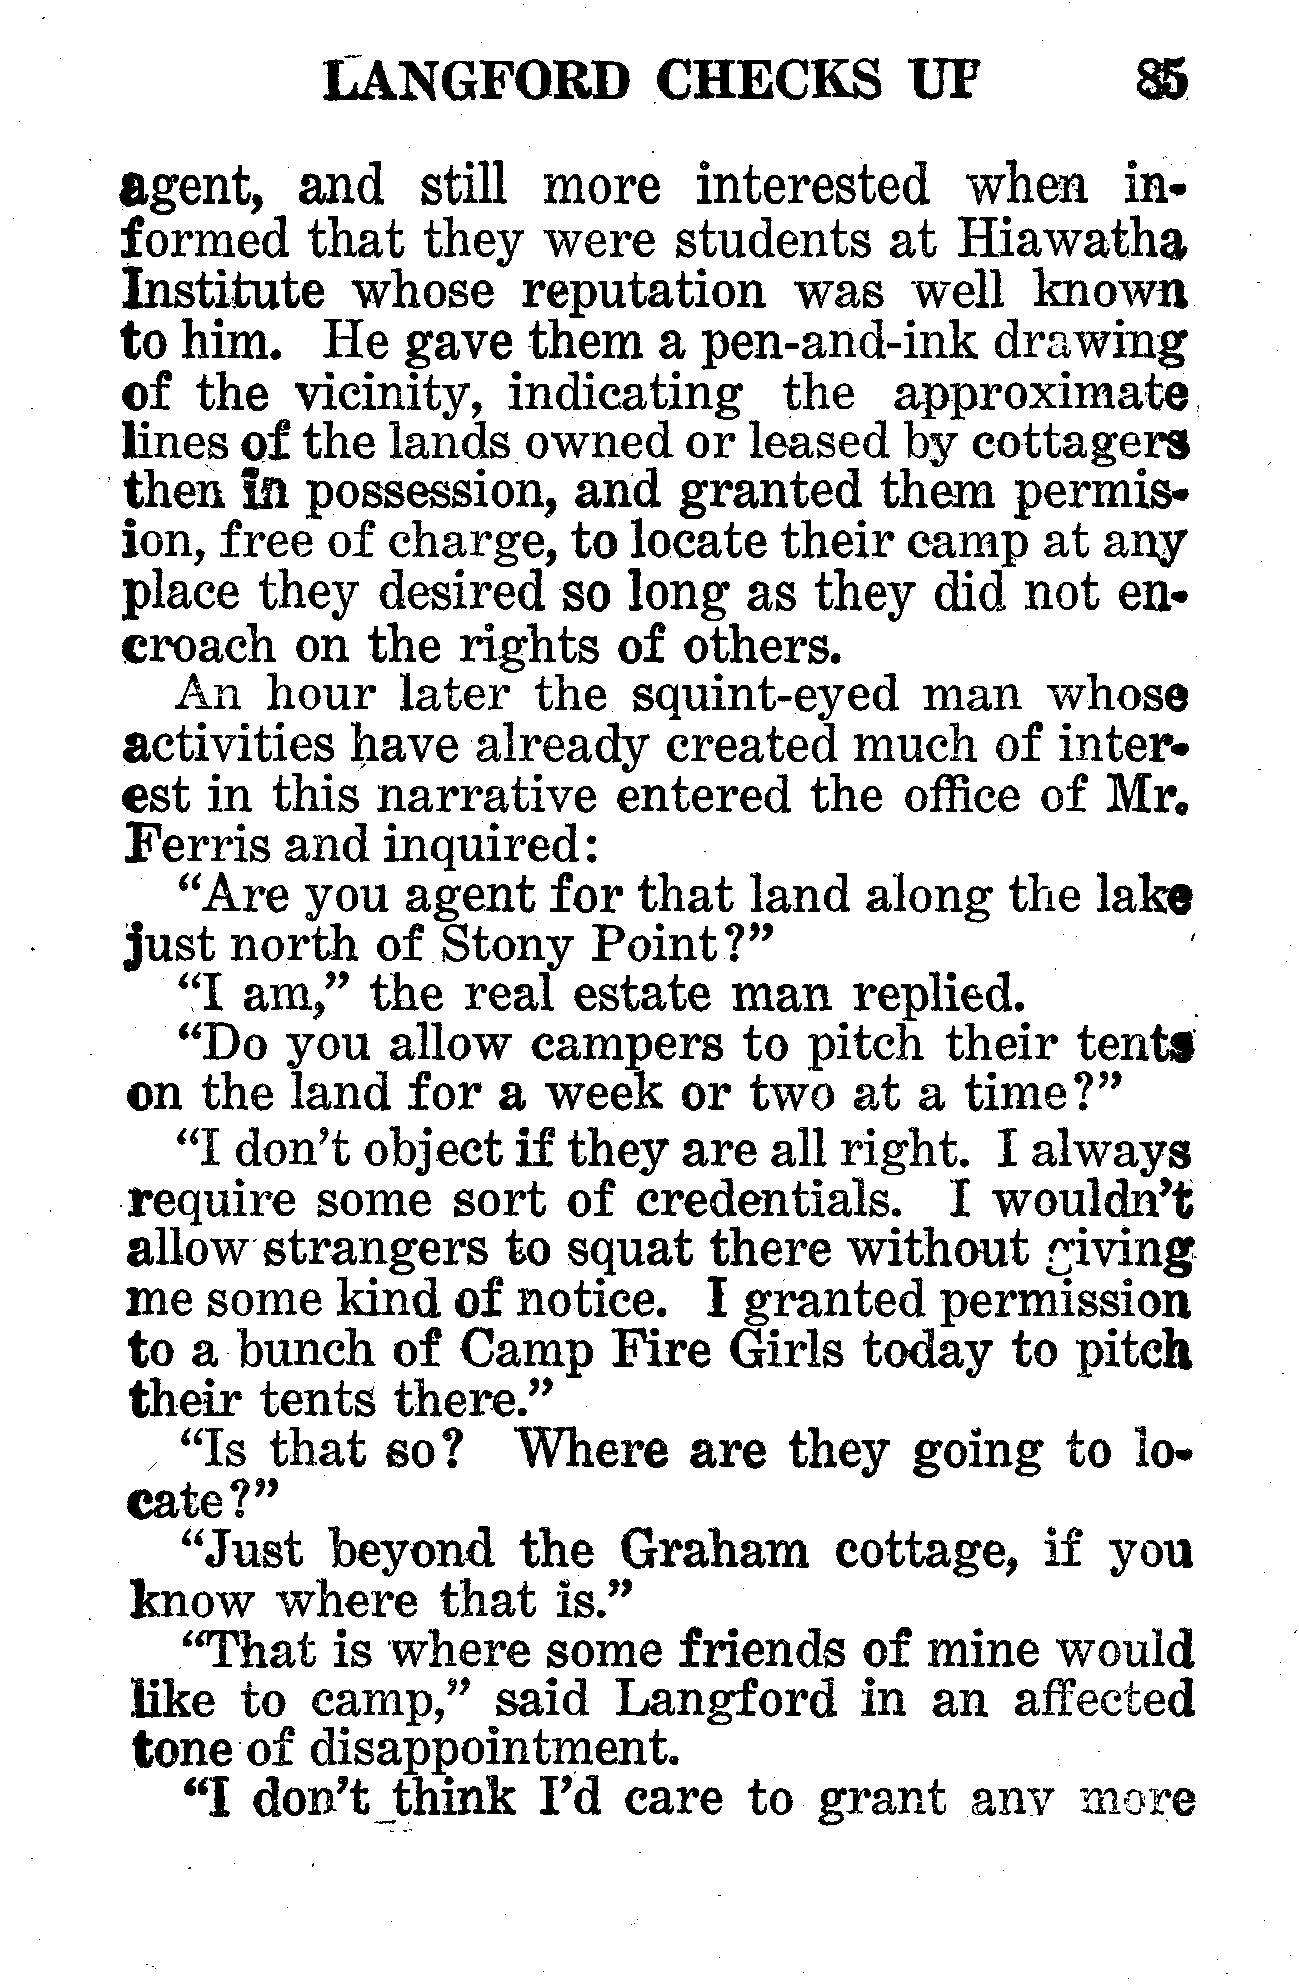 LANGFORD CHECKS UP 85
agent, and still more interested when in-
formed that they were students at Hiawatha
Institute whose reputation was well known
to him. He gave them a pen-and-ink drawing
of the vicinity, indicating the approximate
lines of the lands owned or leased by cottagers
then in possession, and granted them permis-
ion, free of charge, to locate their camp at any
place they desired so long as they did not en-
croach on the rights of others.
An hour later the squint-eyed man whose
activities have already created much of inter-
est in this narrative entered the office of Mr.
Ferris and inquired:
"Are you agent for that land along the lake
just north of Stony Point?"
"I am," the real estate man replied.
"Do you allow campers to pitch their tents
on the land for a week or two at a time?"
"I don't object if they are all right. I always
require some sort of credentials. I wouldn't
allow strangers to squat there without giving
me some kind of notice. I granted permission
to a bunch of Camp Fire Girls today to pitch
their tents there."
"Is that so? Where are they going to lo-
cate?"
"Just beyond the Graham cottage, if you
know where that is."
"That is where some friends of mine would
like to camp," said Langford in an affected
tone of disappointment.
"I don't think I'd care to grant any more